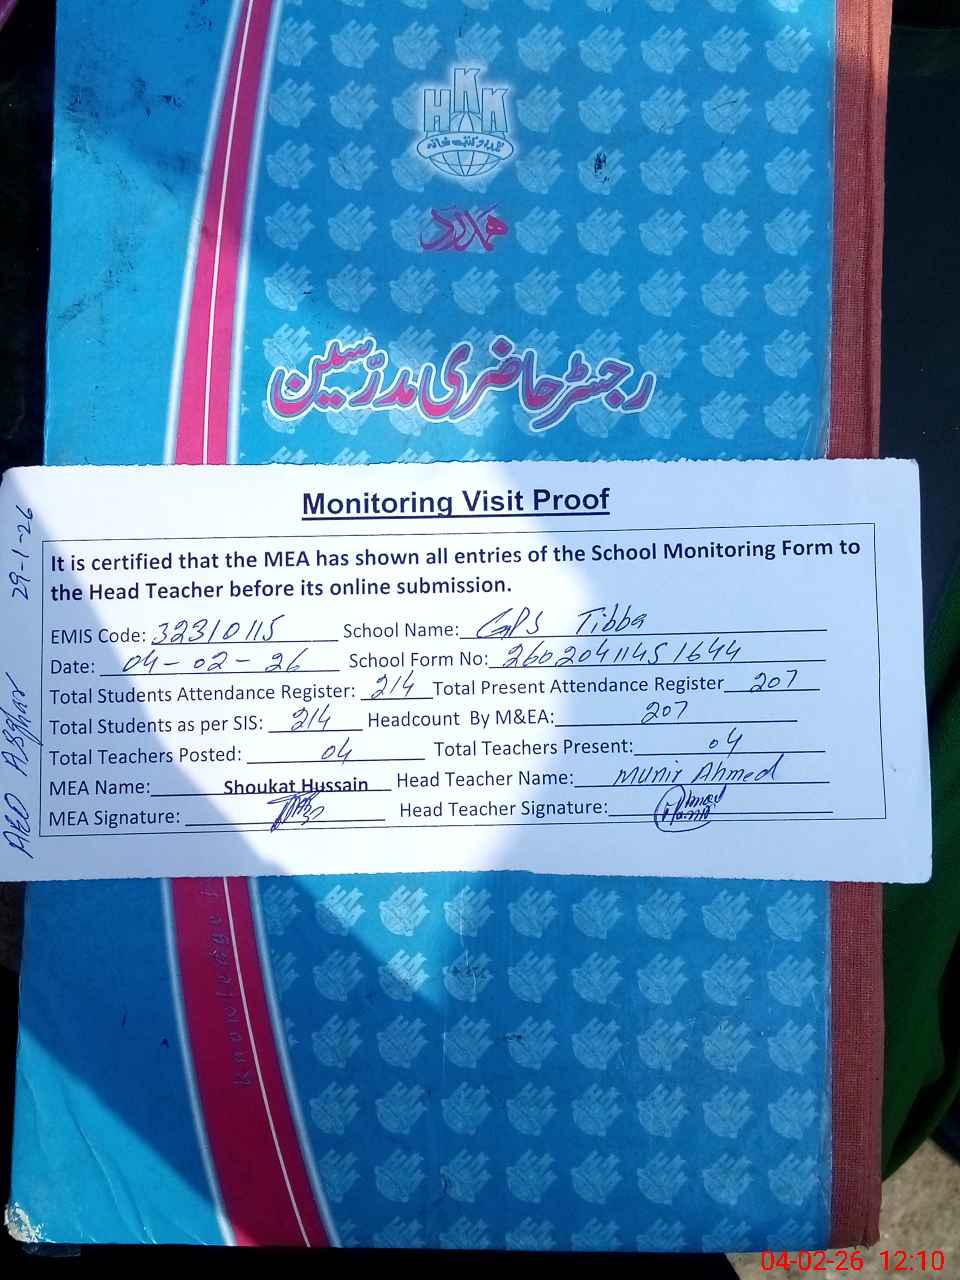 HKK
ہمدرد کتب خانہ
ہمدرد
رجسٹر حاضری مدرسین
Monitoring Visit Proof
It is certified that the MEA has shown all entries of the School Monitoring Form to
the Head Teacher before its online submission.
EMIS Code: 32310115 School Name: GPS Tibba
Date: 04-02-26 School Form No: 26020411451644
Total Students Attendance Register: 214 Total Present Attendance Register 207
Total Students as per SIS: 214 Headcount By M&EA: 207
Total Teachers Posted: 04 Total Teachers Present: 04
MEA Name: Shoukat Hussain Head Teacher Name: Munir Ahmed
MEA Signature: Head Teacher Signature:
AEO Asghar 29-1-26
knowledge
04-02-26 12:10